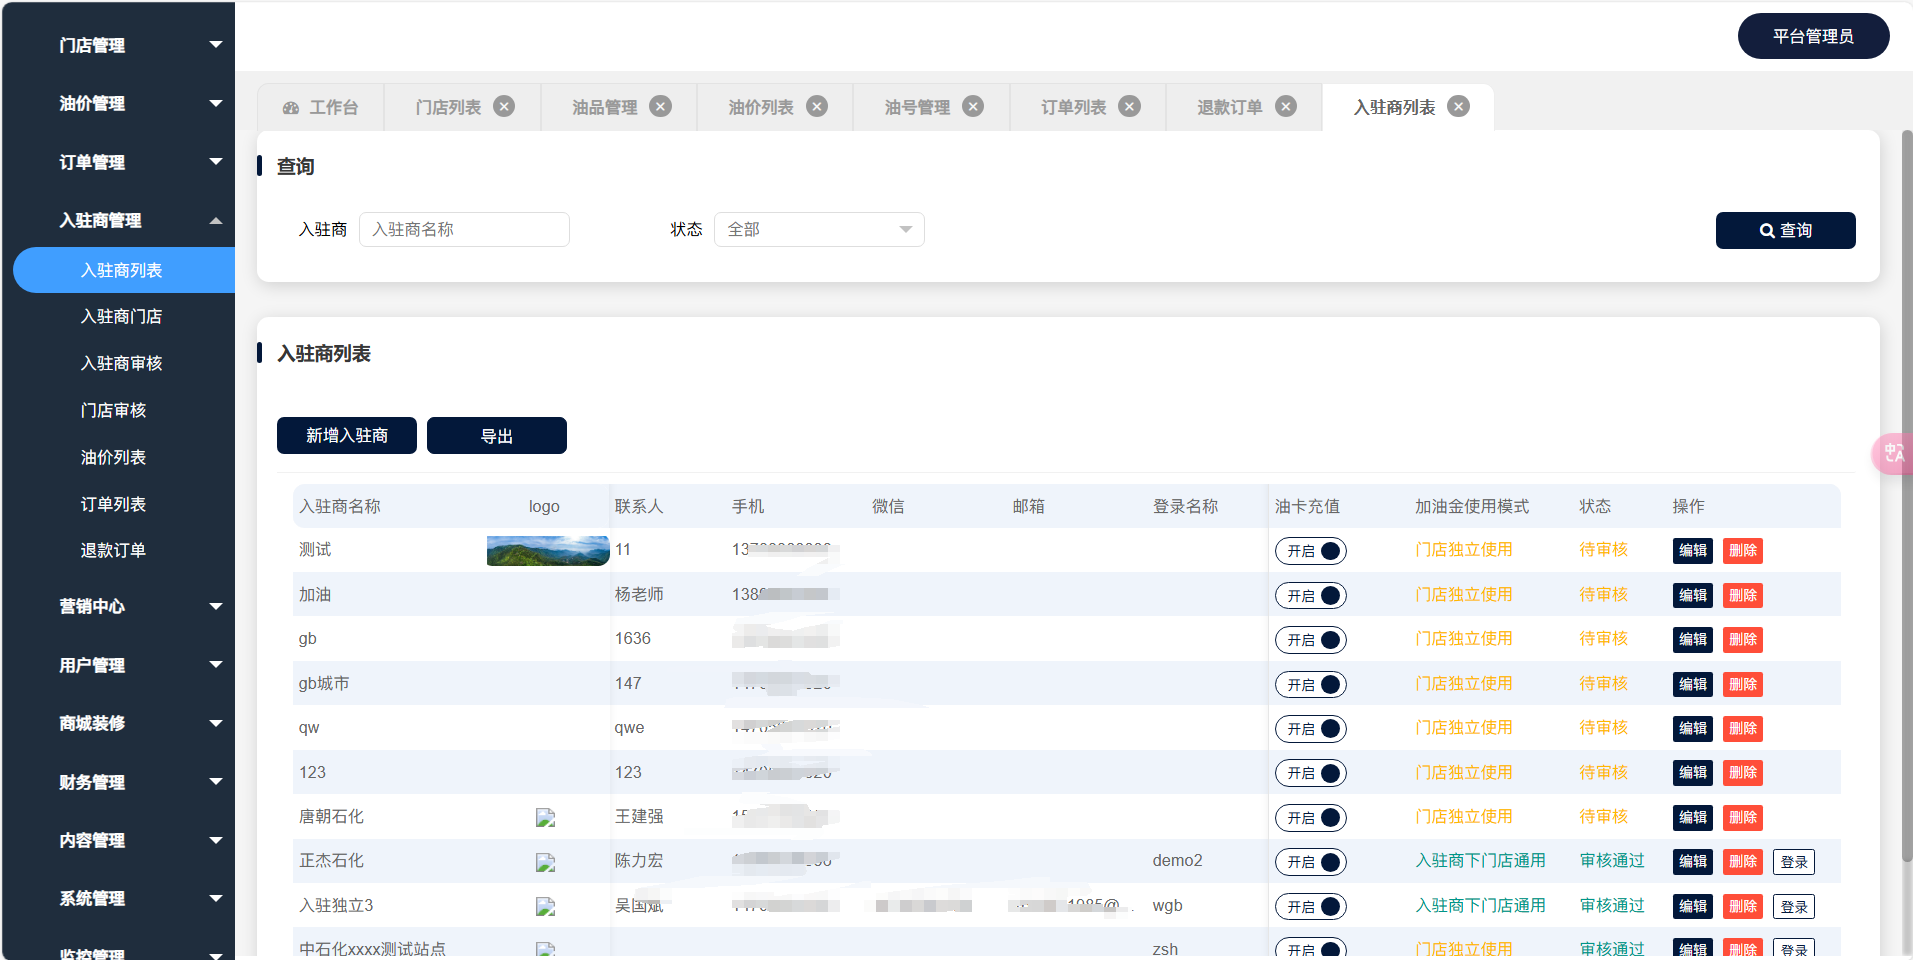 平台管理员
门店管理
油价管理
订单管理
入驻商管理
入驻商列表
入驻商门店
入驻商审核
门店审核
油价列表
订单列表
退款订单
营销中心
用户管理
商城装修
财务管理
内容管理
系统管理
监控管理
工作台 门店列表 油品管理 油价列表 油号管理 订单列表 退款订单 入驻商列表
查询
入驻商 入驻商名称 状态 全部 查询
入驻商列表
新增入驻商 导出
入驻商名称 logo 联系人 手机 微信 邮箱 登录名称 油卡充值 加油金使用模式 状态 操作
测试 11 开启 门店独立使用 待审核 编辑 删除
加油 杨老师 开启 门店独立使用 待审核 编辑 删除
gb 1636 开启 门店独立使用 待审核 编辑 删除
gb城市 147 开启 门店独立使用 待审核 编辑 删除
qw qwe 开启 门店独立使用 待审核 编辑 删除
123 123 开启 门店独立使用 待审核 编辑 删除
唐朝石化 王建强 开启 门店独立使用 待审核 编辑 删除
正杰石化 陈力宏 demo2 开启 入驻商下门店通用 审核通过 编辑 删除 登录
入驻独立3 吴国斌 wgb 开启 入驻商下门店通用 审核通过 编辑 删除 登录
中石化xxxx测试站点 zsh 开启 门店独立使用 审核通过 编辑 删除 登录